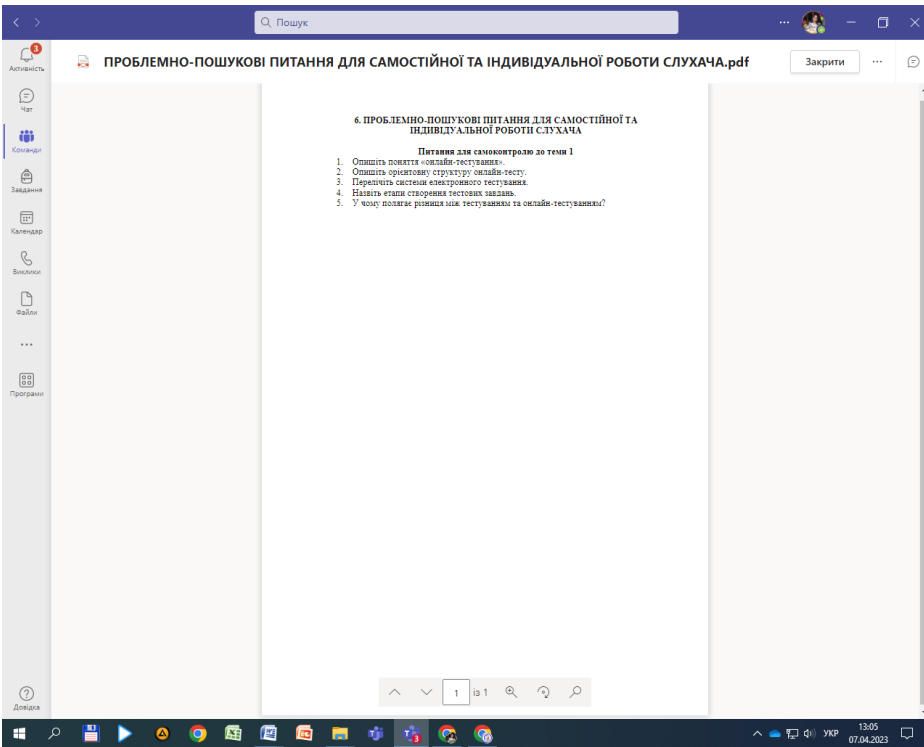 Пошук
3
Активність
Чат
Команди
Завдання
Календар
Виклики
Файли
Програми
Довідка
ПРОБЛЕМНО-ПОШУКОВІ ПИТАННЯ ДЛЯ САМОСТІЙНОЇ ТА ІНДИВІДУАЛЬНОЇ РОБОТИ СЛУХАЧА.pdf
Закрити
6. ПРОБЛЕМНО-ПОШУКОВІ ПИТАННЯ ДЛЯ САМОСТІЙНОЇ ТА
ІНДИВІДУАЛЬНОЇ РОБОТИ СЛУХАЧА
Питання для самоконтролю до теми 1
1. Опишіть поняття «онлайн-тестування».
2. Опишіть орієнтовну структуру онлайн-тесту.
3. Перелічіть системи електронного тестування.
4. Назвіть етапи створення тестових завдань.
5. У чому полягає різниця між тестуванням та онлайн-тестуванням?
1 із 1
3
УКР
13:05
07.04.2023